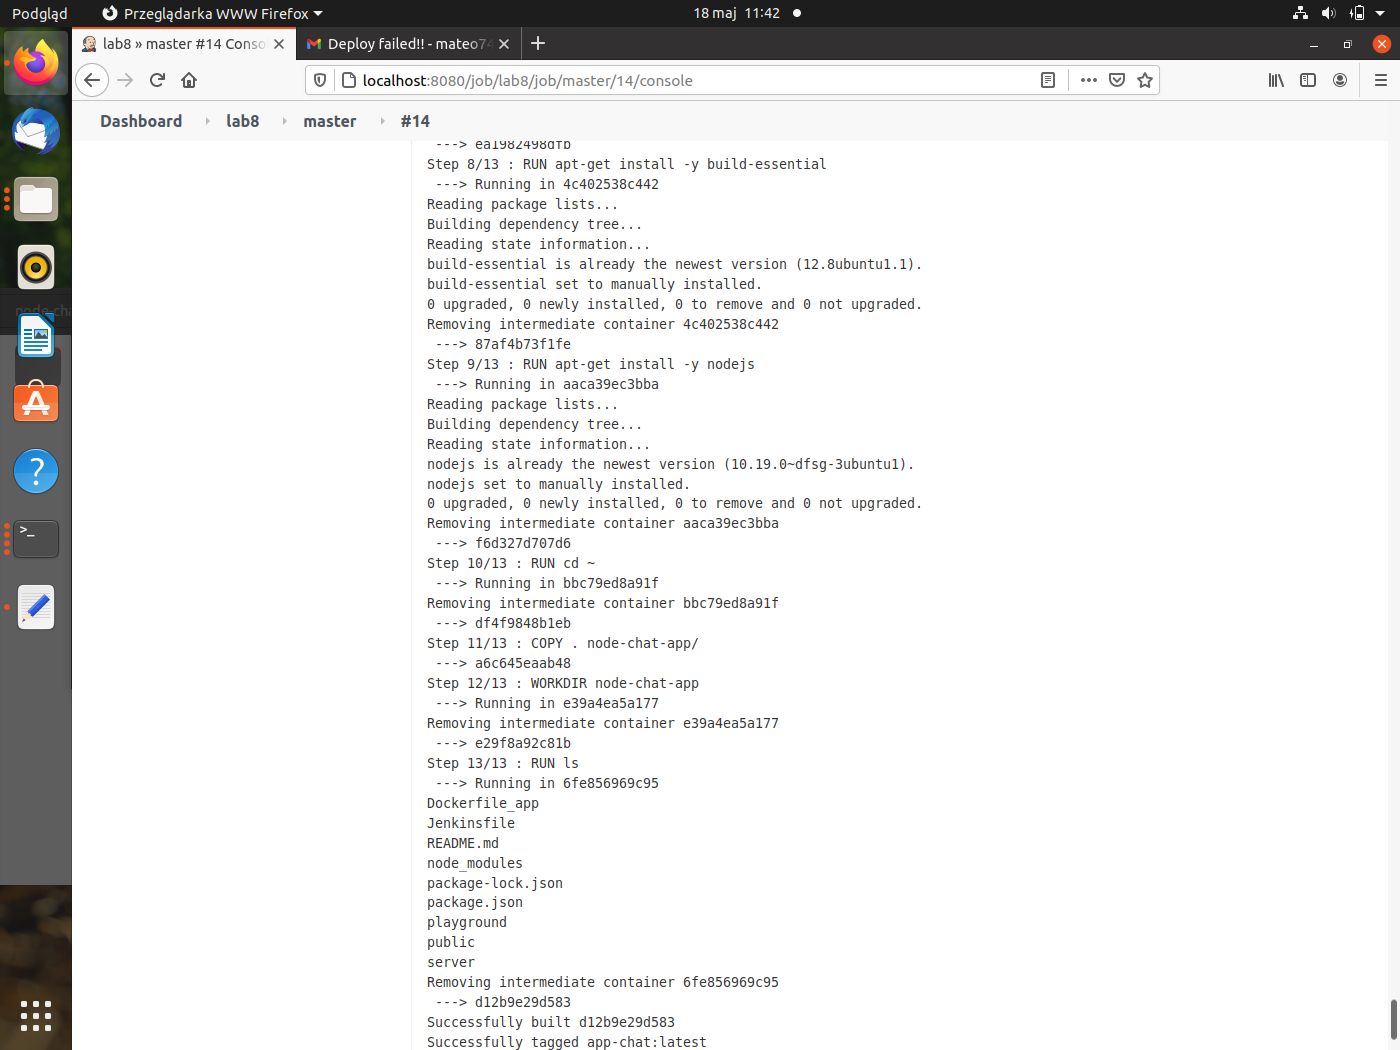 Podgląd
Przeglądarka WWW Firefox
18 maj 11:42
lab8 » master #14 Conso
Deploy failed!! - mateo74
localhost:8080/job/lab8/job/master/14/console
Dashboard
lab8
master
#14
---> ea1982498dfb
Step 8/13 : RUN apt-get install -y build-essential
---> Running in 4c402538c442
Reading package lists...
Building dependency tree...
Reading state information...
build-essential is already the newest version (12.8ubuntu1.1).
build-essential set to manually installed.
0 upgraded, 0 newly installed, 0 to remove and 0 not upgraded.
Removing intermediate container 4c402538c442
---> 87af4b73f1fe
Step 9/13 : RUN apt-get install -y nodejs
---> Running in aaca39ec3bba
Reading package lists...
Building dependency tree...
Reading state information...
nodejs is already the newest version (10.19.0~dfsg-3ubuntu1).
nodejs set to manually installed.
0 upgraded, 0 newly installed, 0 to remove and 0 not upgraded.
Removing intermediate container aaca39ec3bba
---> f6d327d707d6
Step 10/13 : RUN cd ~
---> Running in bbc79ed8a91f
Removing intermediate container bbc79ed8a91f
---> df4f9848b1eb
Step 11/13 : COPY . node-chat-app/
---> a6c645eaab48
Step 12/13 : WORKDIR node-chat-app
---> Running in e39a4ea5a177
Removing intermediate container e39a4ea5a177
---> e29f8a92c81b
Step 13/13 : RUN ls
---> Running in 6fe856969c95
Dockerfile_app
Jenkinsfile
README.md
node_modules
package-lock.json
package.json
playground
public
server
Removing intermediate container 6fe856969c95
---> d12b9e29d583
Successfully built d12b9e29d583
Successfully tagged app-chat:latest
node-cha